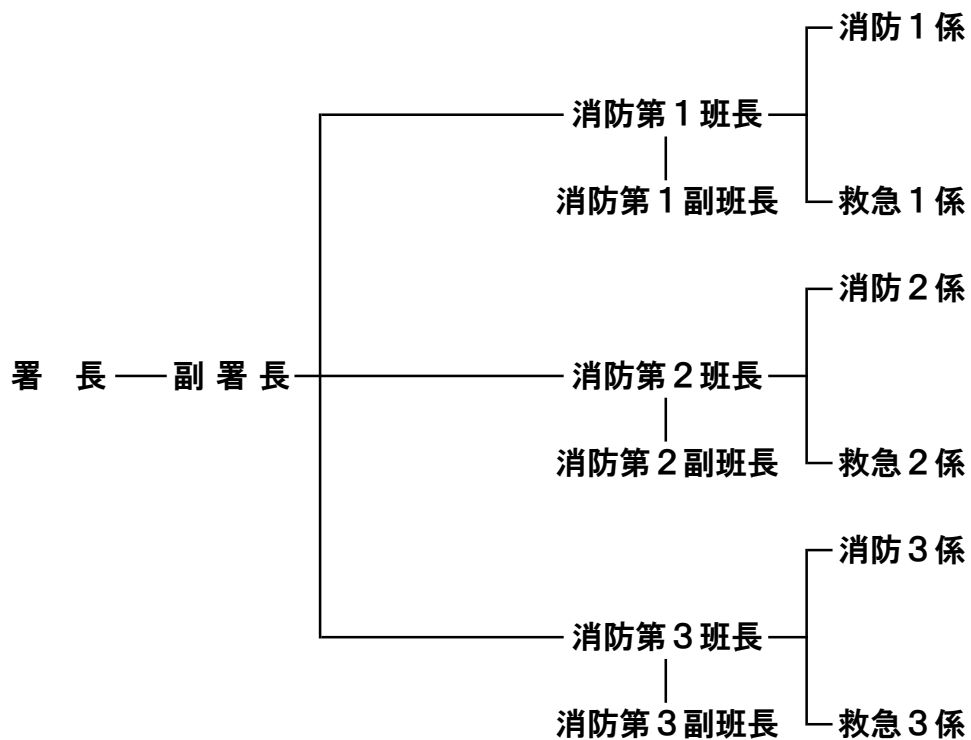 消防１係
消防第１班長
消防第１副班長
救急１係
消防２係
署　長
副 署 長
消防第２班長
消防第２副班長
救急２係
消防３係
消防第３班長
消防第３副班長
救急３係